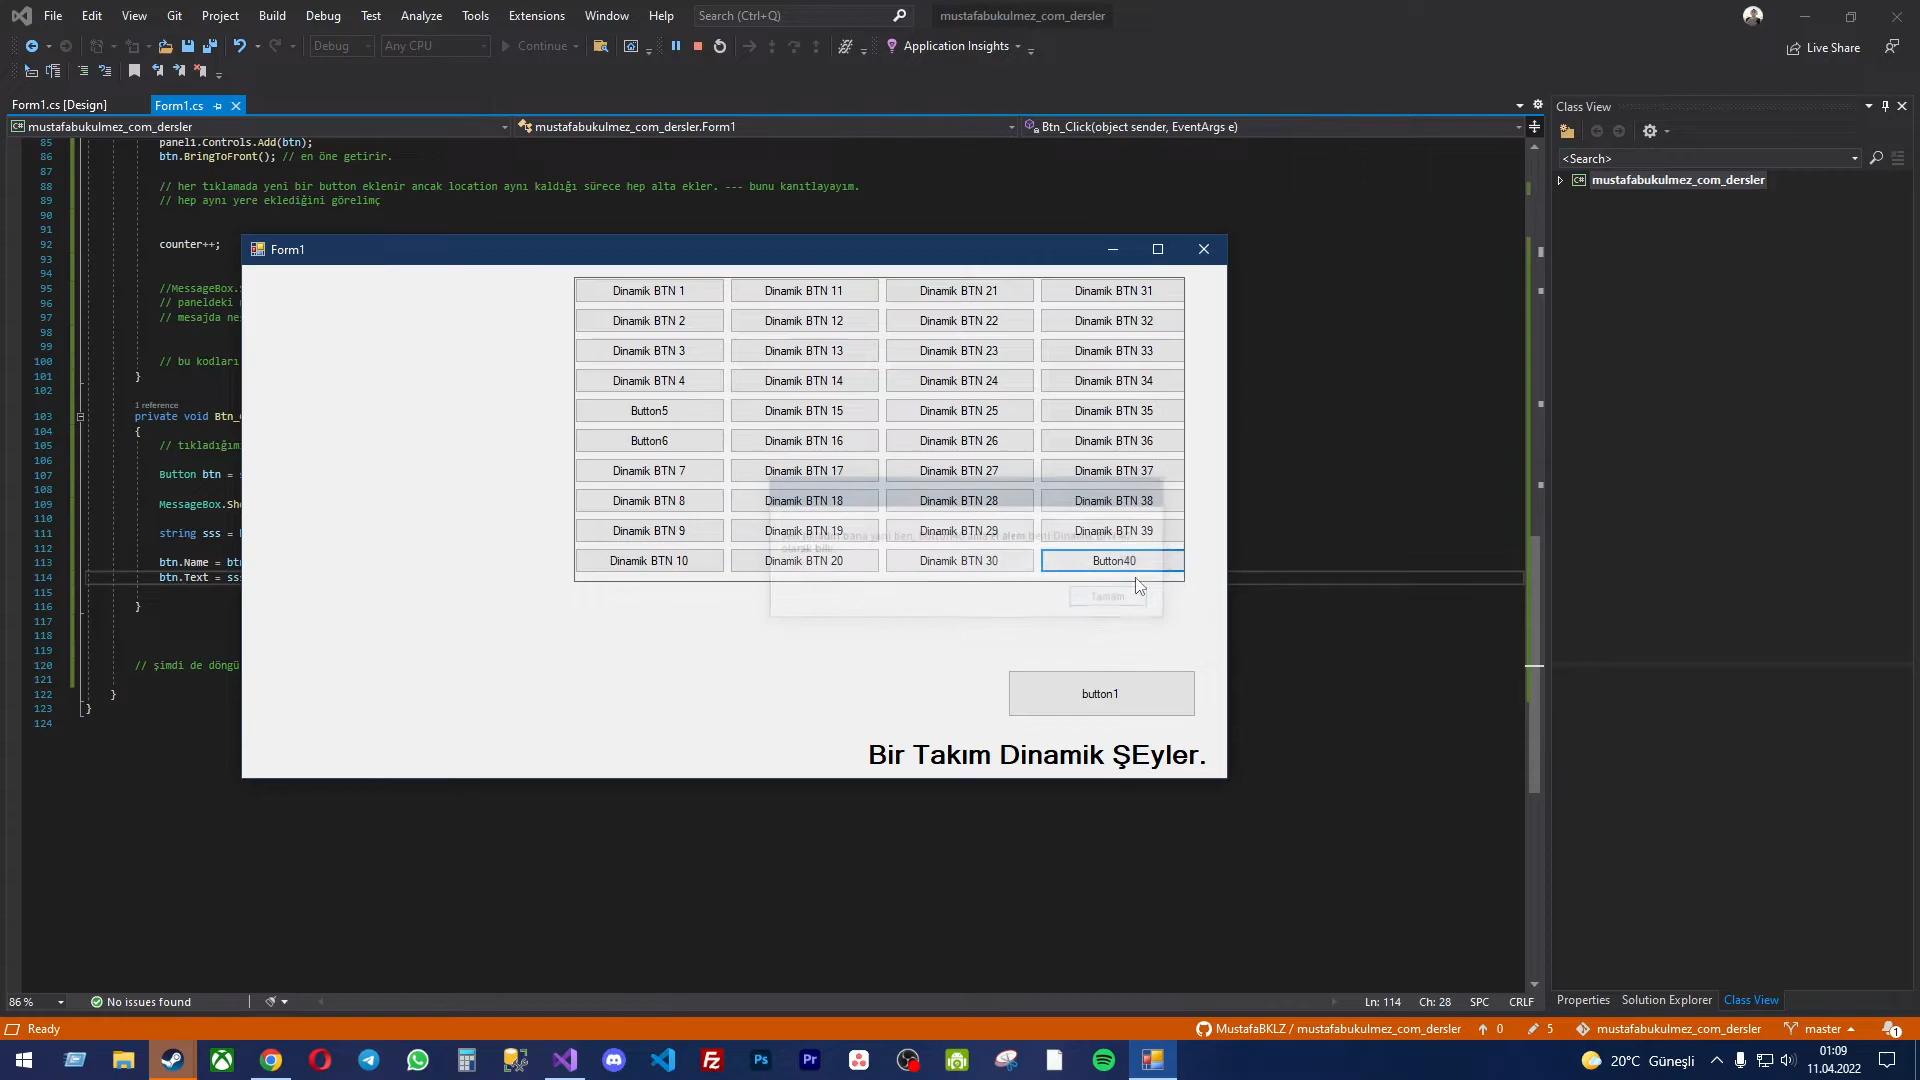 File Edit View Git Project Build Debug Test Analyze Tools Extensions Window Help Search (Ctrl+Q) mustafabukulmez_com_dersler
Debug Any CPU Continue Application Insights Live Share
Form1.cs [Design] Form1.cs
mustafabukulmez_com_dersler mustafabukulmez_com_dersler.Form1 Btn_Click(object sender, EventArgs e)
Class View
<Search>
mustafabukulmez_com_dersler
85 panel1.Controls.Add(btn);
86 btn.BringToFront(); // en öne getirir.
87
88 // her tıklamada yeni bir button eklenir ancak location aynı kaldığı sürece hep alta ekler. --- bunu kanıtlayayım.
89 // hep aynı yere eklediğini görelimç
90
91
92 counter++;
93
94
95 //MessageBox.
96 // paneldeki
97 // mesajda ne
98
99
100
// bu kodları
101 }
102
1 reference
103 private void Btn_
104 {
105 // tıkladığım
106
107 Button btn =
108
109 MessageBox.Sh
110
111 string sss =
112
113 btn.Name = bt
114 btn.Text = ss
115
116 }
117
118
119
120 // şimdi de döngü
121
122 }
123 }
124
Form1
Dinamik BTN 1 Dinamik BTN 11 Dinamik BTN 21 Dinamik BTN 31
Dinamik BTN 2 Dinamik BTN 12 Dinamik BTN 22 Dinamik BTN 32
Dinamik BTN 3 Dinamik BTN 13 Dinamik BTN 23 Dinamik BTN 33
Dinamik BTN 4 Dinamik BTN 14 Dinamik BTN 24 Dinamik BTN 34
Button5 Dinamik BTN 15 Dinamik BTN 25 Dinamik BTN 35
Button6 Dinamik BTN 16 Dinamik BTN 26 Dinamik BTN 36
Dinamik BTN 7 Dinamik BTN 17 Dinamik BTN 27 Dinamik BTN 37
Dinamik BTN 8 Dinamik BTN 18 Dinamik BTN 28 Dinamik BTN 38
Dinamik BTN 9 Dinamik BTN 19 Dinamik BTN 29 Dinamik BTN 39
Dinamik BTN 10 Dinamik BTN 20 Dinamik BTN 30 Button40
Tamam
button1
Bir Takım Dinamik ŞEyler.
86 % No issues found Ln: 114 Ch: 28 SPC CRLF
Properties Solution Explorer Class View
Ready MustafaBKLZ / mustafabukulmez_com_dersler 0 5 mustafabukulmez_com_dersler master 1
20°C Güneşli 01:09
11.04.2022